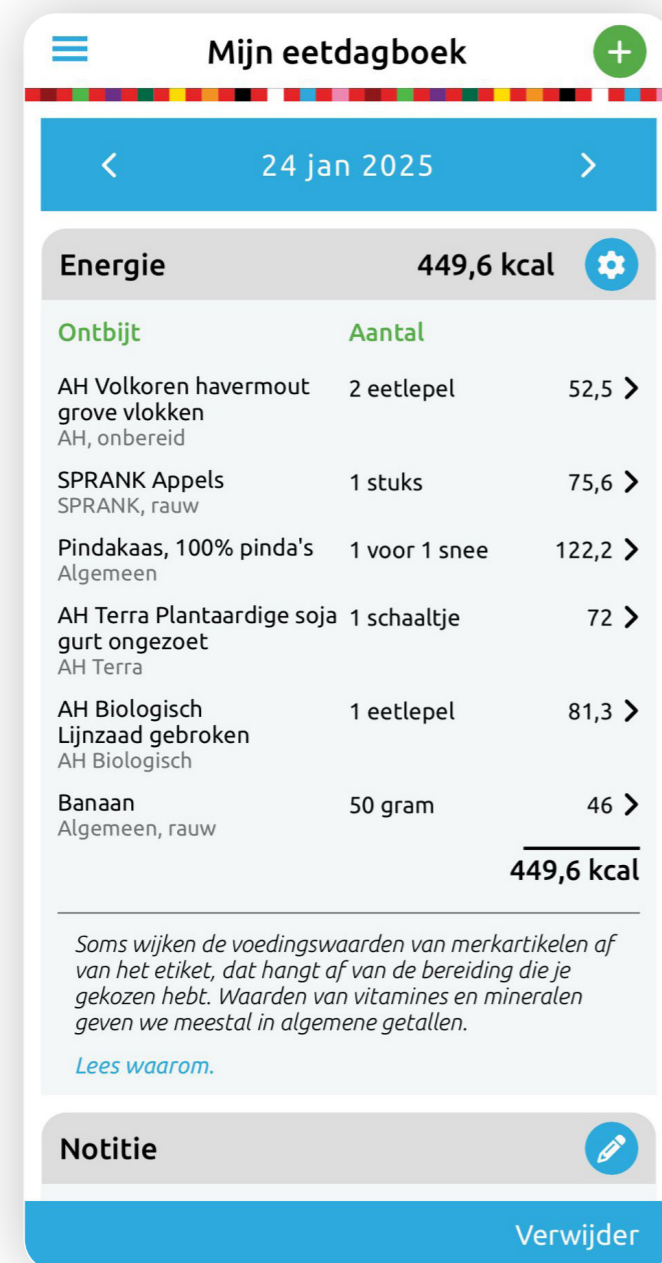 Mijn eetdagboek
24 jan 2025
Energie 449,6 kcal
Ontbijt Aantal
AH Volkoren havermout 2 eetlepel 52,5
grove vlokken
AH, onbereid
SPRANK Appels 1 stuks 75,6
SPRANK, rauw
Pindakaas, 100% pinda's 1 voor 1 snee 122,2
Algemeen
AH Terra Plantaardige soja 1 schaaltje 72
gurt ongezoet
AH Terra
AH Biologisch 1 eetlepel 81,3
Lijnzaad gebroken
AH Biologisch
Banaan 50 gram 46
Algemeen, rauw
449,6 kcal
Soms wijken de voedingswaarden van merkartikelen af
van het etiket, dat hangt af van de bereiding die je
gekozen hebt. Waarden van vitamines en mineralen
geven we meestal in algemene getallen.
Lees waarom.
Notitie
Verwijder